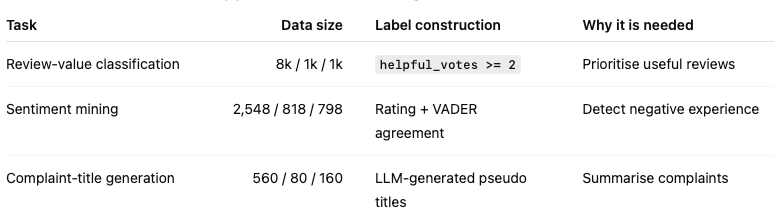 Task Data size Label construction Why it is needed
Review-value classification 8k / 1k / 1k helpful_votes >= 2 Prioritise useful reviews
Sentiment mining 2,548 / 818 / 798 Rating + VADER Detect negative experience
agreement
Complaint-title generation 560 / 80 / 160 LLM-generated pseudo Summarise complaints
titles